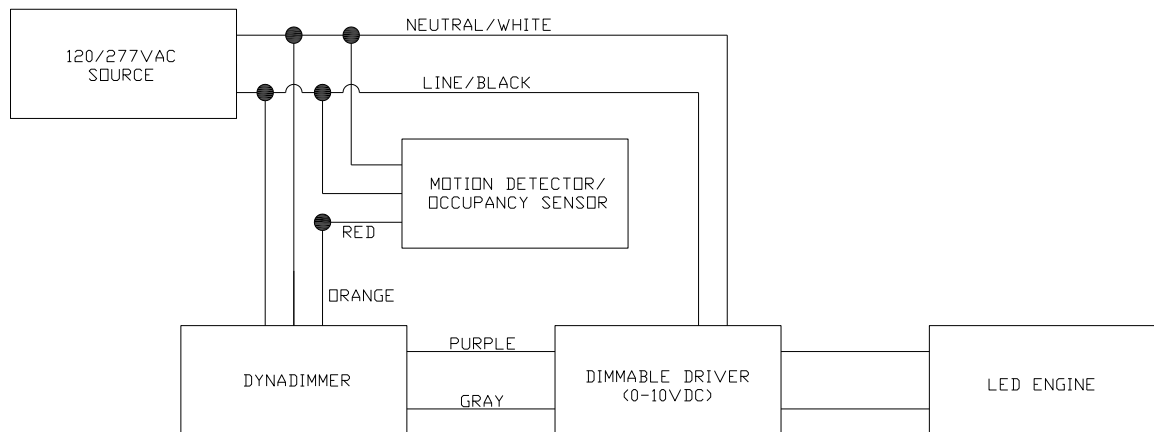 NEUTRAL/WHITE
120/277VAC
SOURCE
LINE/BLACK
MOTION DETECTOR/
OCCUPANCY SENSOR
RED
ORANGE
PURPLE
DYNADIMMER
DIMMABLE DRIVER
(0-10VDC)
LED ENGINE
GRAY